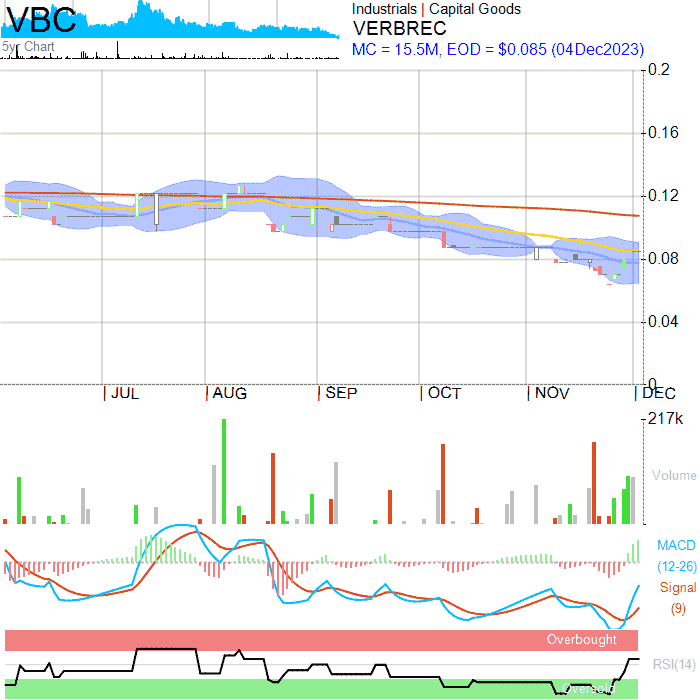 VBC
5yr Chart
Industrials | Capital Goods
VERBREC
MC = 15.5M, EOD = $0.085 (04Dec2023)
0.2
0.16
0.12
0.08
0.04
0
JUL AUG SEP OCT NOV DEC
217k
Volume
MACD
(12-26)
Signal
(9)
Overbought
RSI(14)
Oversold